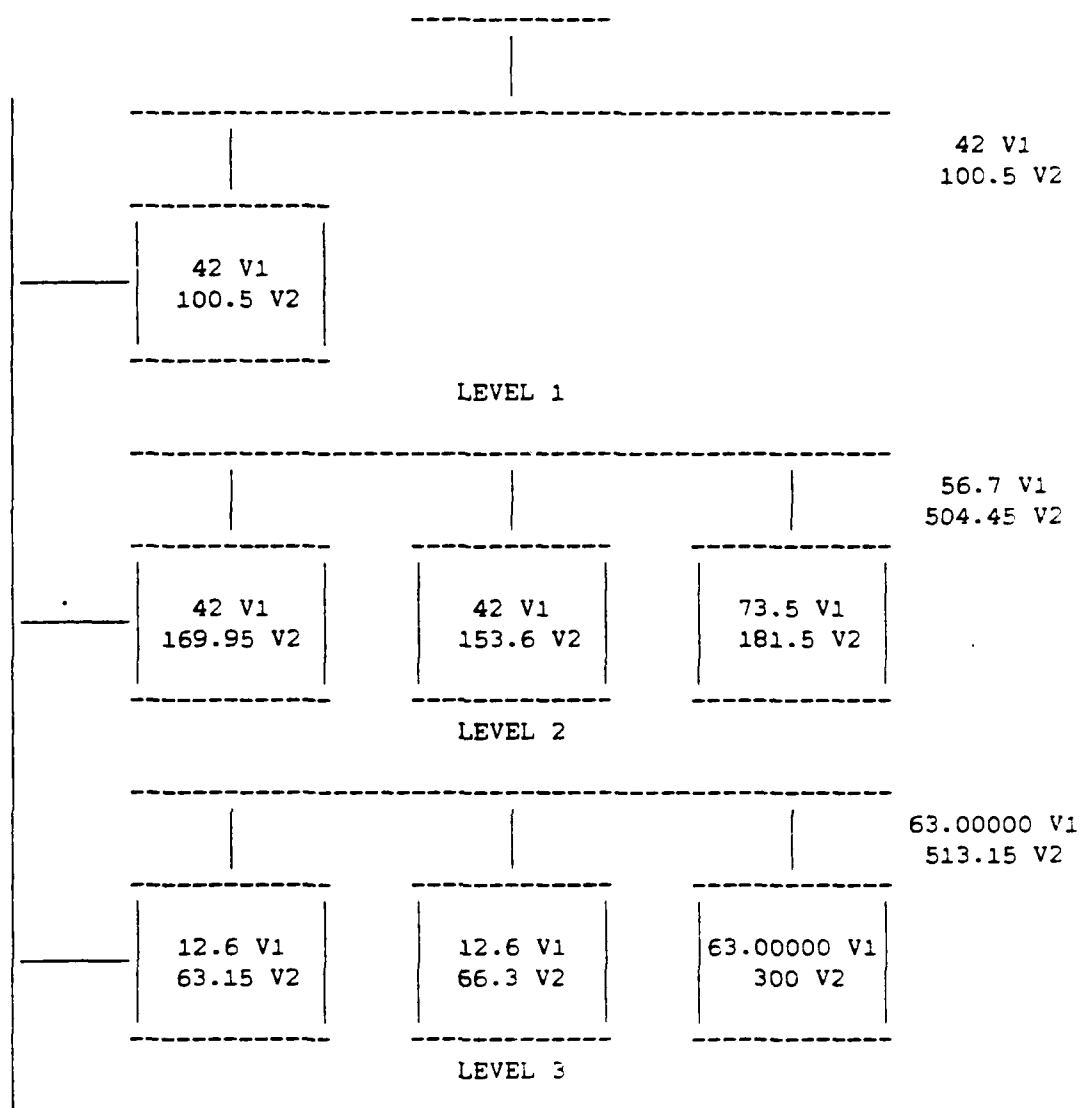 42 V1
100.5 V2
42 V1
100.5 V2
LEVEL 1
56.7 V1
504.45 V2
42 V1
169.95 V2
42 V1
153.6 V2
73.5 V1
181.5 V2
LEVEL 2
63.00000 V1
513.15 V2
12.6 V1
63.15 V2
12.6 V1
66.3 V2
63.00000 V1
300 V2
LEVEL 3